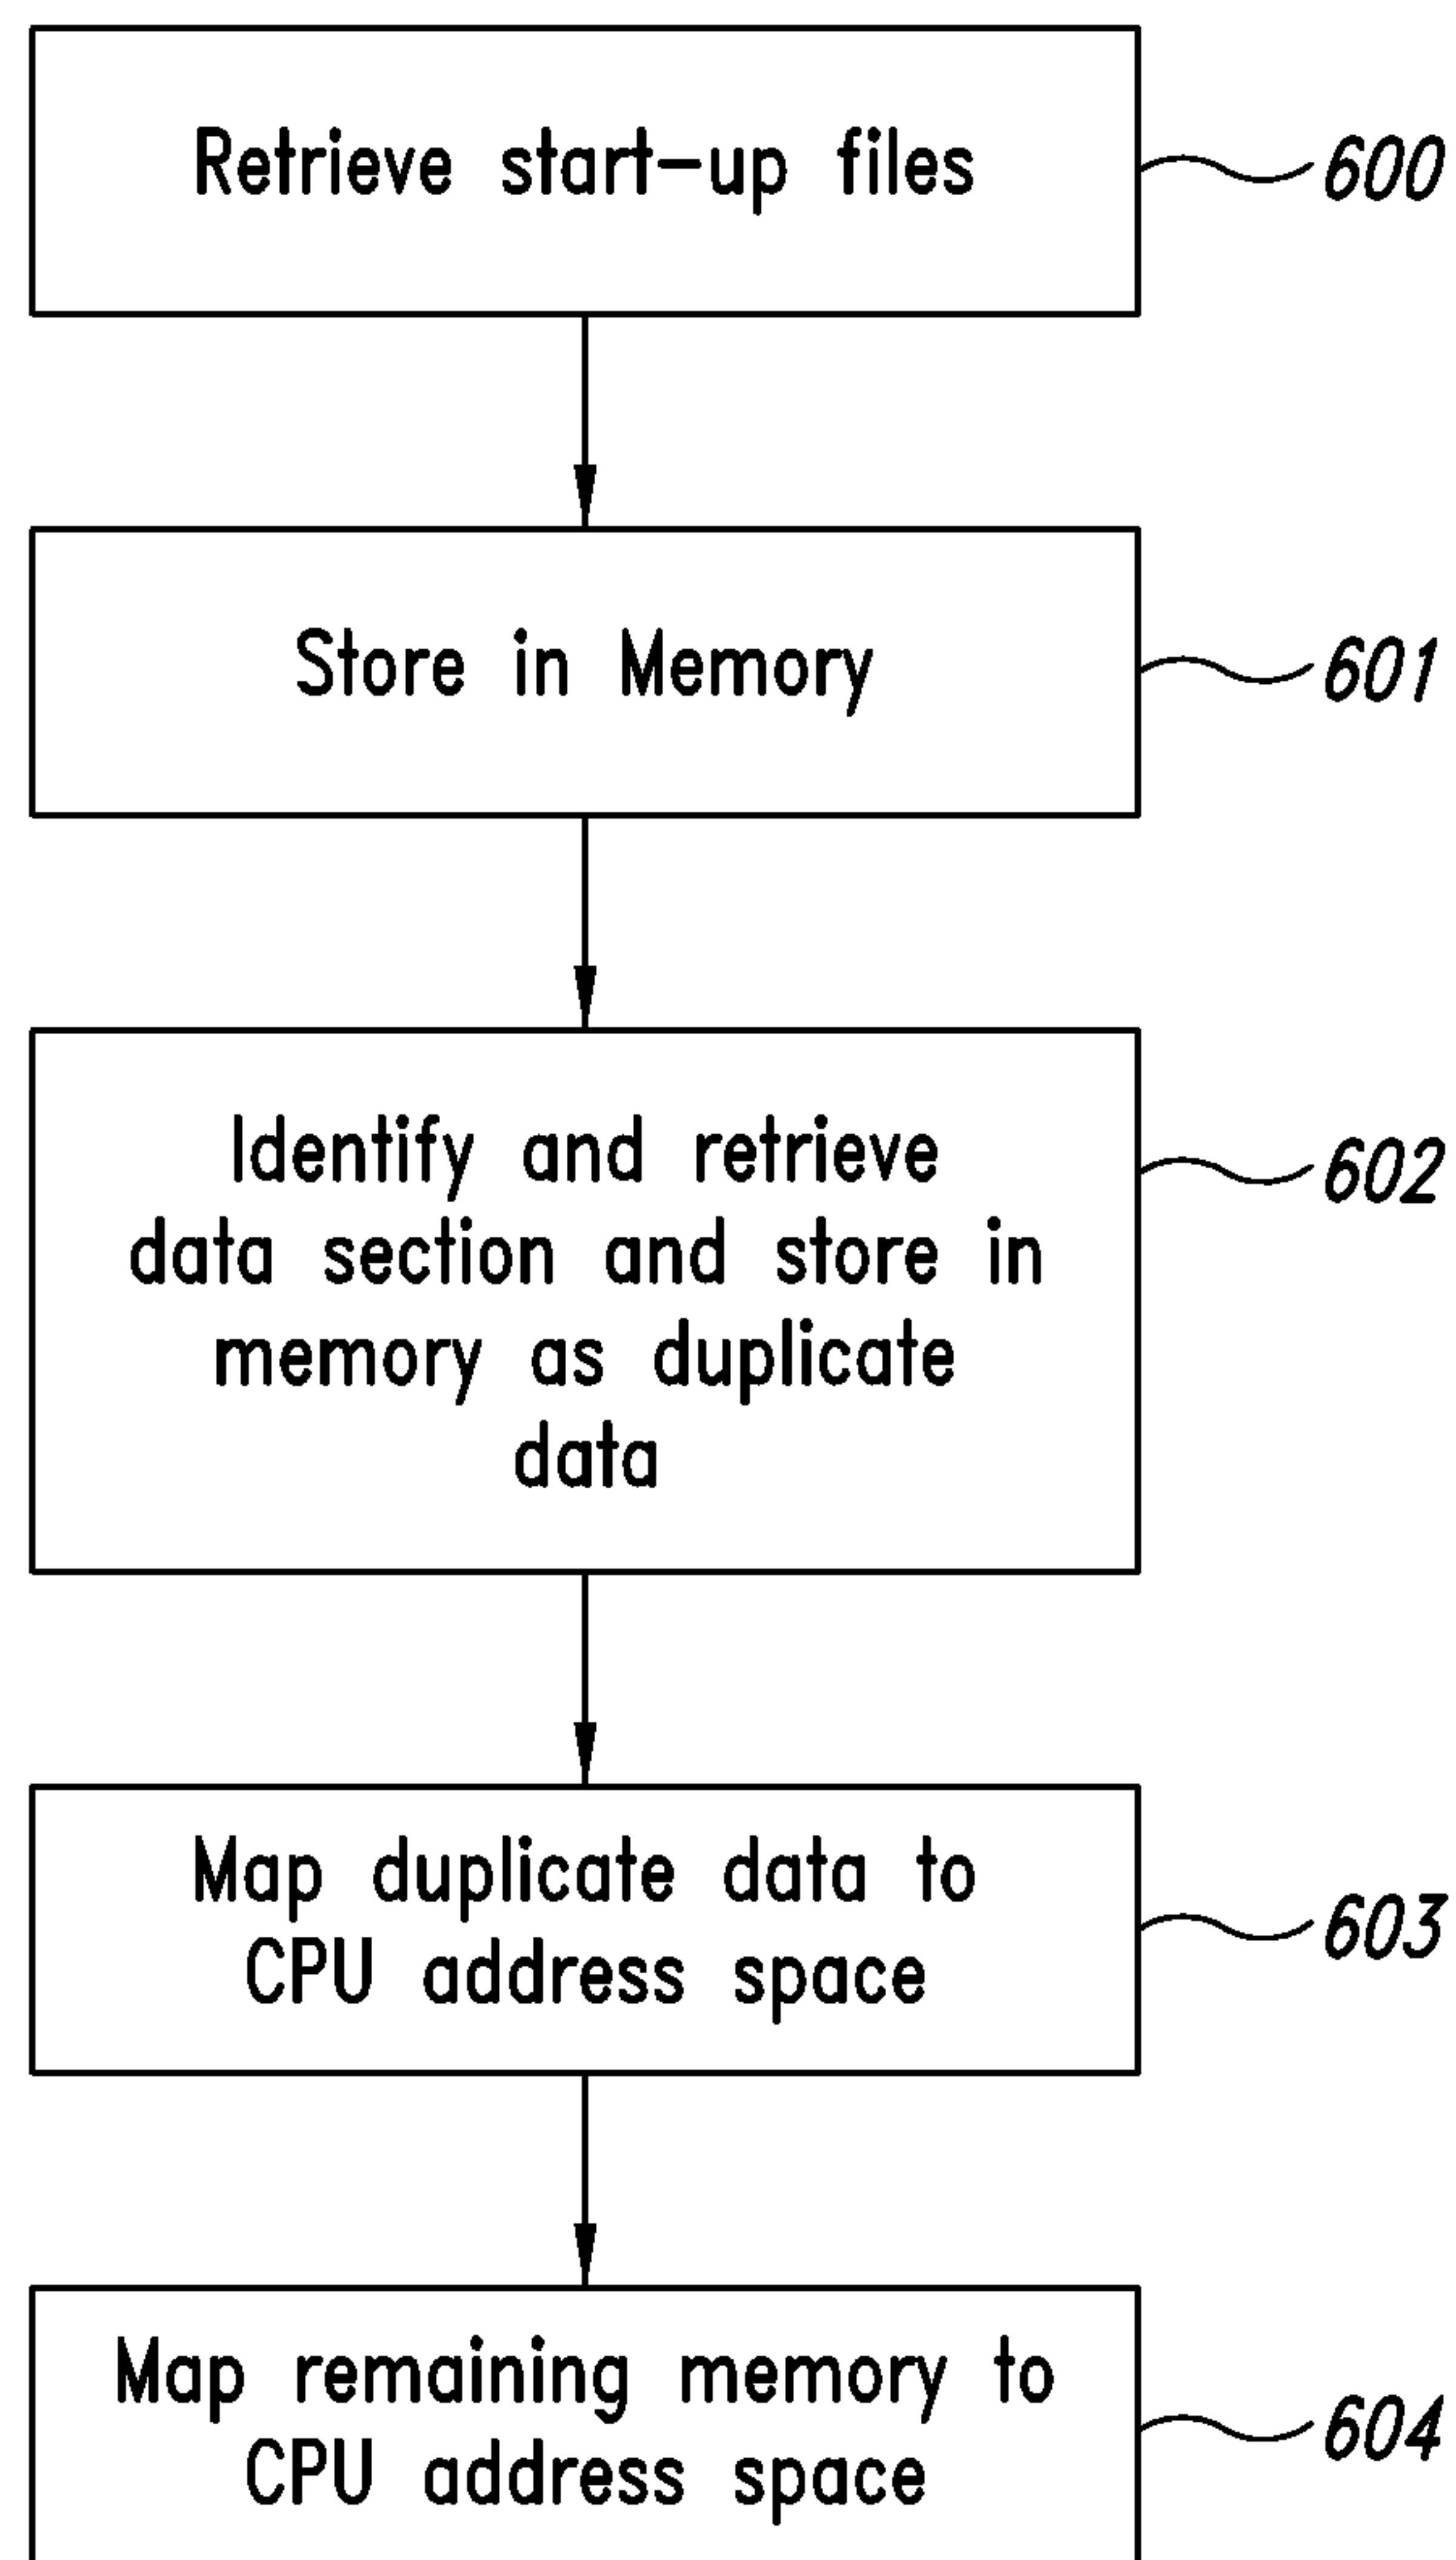 Retrieve start-up files
600
Store in Memory
601
Identify and retrieve
data section and store in
memory as duplicate
data
602
Map duplicate data to
CPU address space
603
Map remaining memory to
CPU address space
604